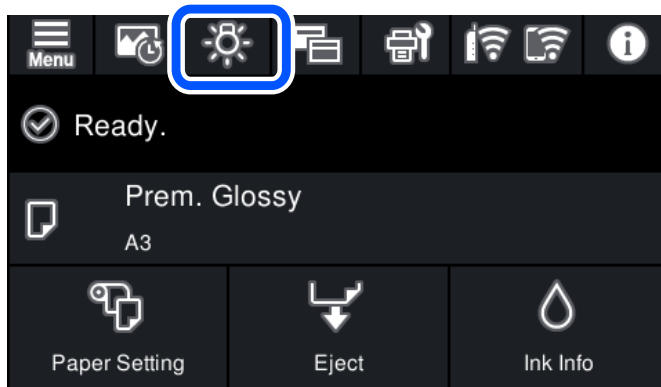 Menu
Ready.
Prem. Glossy
A3
Paper Setting
Eject
Ink Info